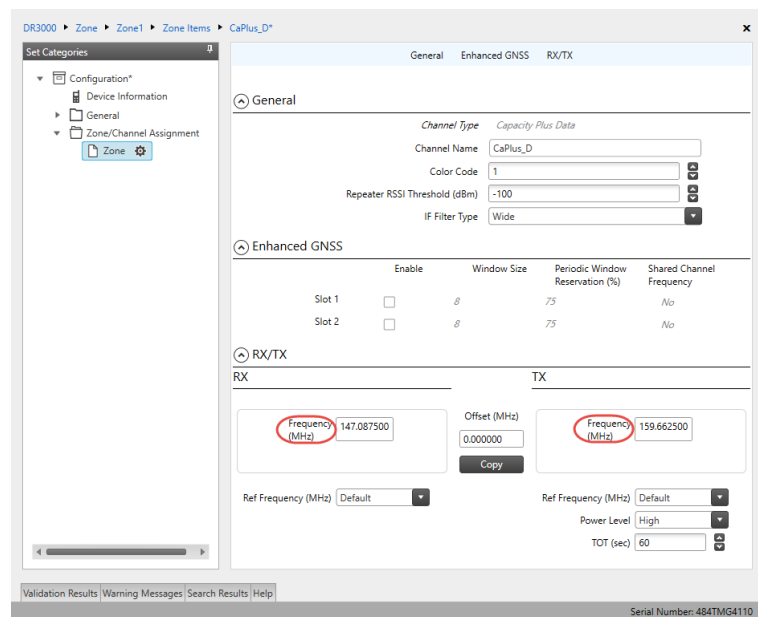 DR3000 Zone Zone1 Zone Items CaPlus_D*
Set Categories
Configuration*
Device Information
General
Zone/Channel Assignment
Zone
General Enhanced GNSS RX/TX
General
Channel Type Capacity Plus Data
Channel Name CaPlus_D
Color Code 1
Repeater RSSI Threshold (dBm) -100
IF Filter Type Wide
Enhanced GNSS
Enable Window Size Periodic Window Shared Channel
Reservation (%) Frequency
Slot 1 8 75 No
Slot 2 8 75 No
RX/TX
RX TX
Frequency 147.087500 Offset (MHz) Frequency 159.662500
(MHz) 0.000000 (MHz)
Copy
Ref Frequency (MHz) Default Ref Frequency (MHz) Default
Power Level High
TOT (sec) 60
Validation Results Warning Messages Search Results Help
Serial Number: 484TMG4110